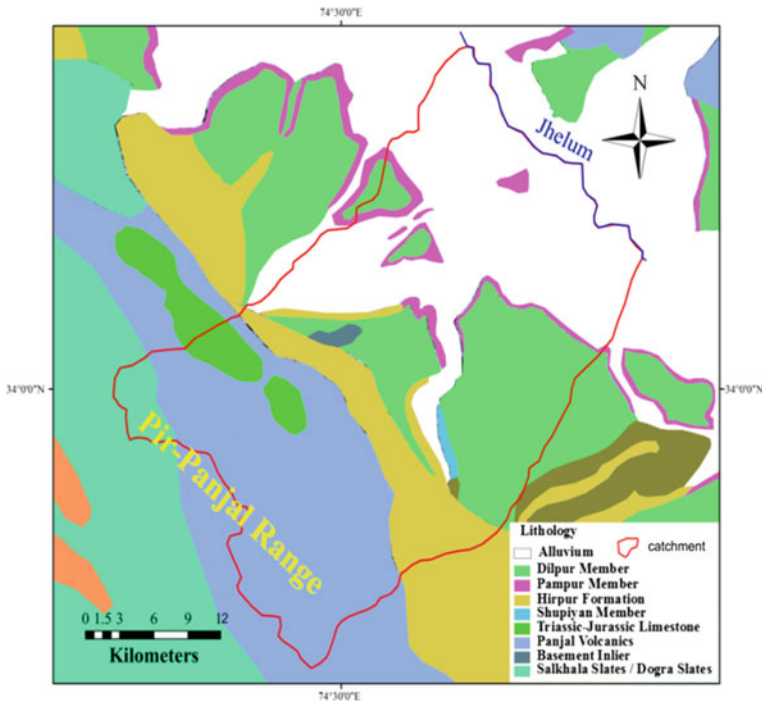 74°30'0"E
N
Jhelum
34°0'0"N
34°0'0"N
Pir-Panjal Range
Lithology
Alluvium
catchment
Dilpur Member
Pampur Member
Hirpur Formation
Shupiyan Member
Triassic-Jurassic Limestone
Panjal Volcanics
Basement Inlier
Salkhala Slates / Dogra Slates
0 1.5 3 6 9 12
Kilometers
74°30'0"E